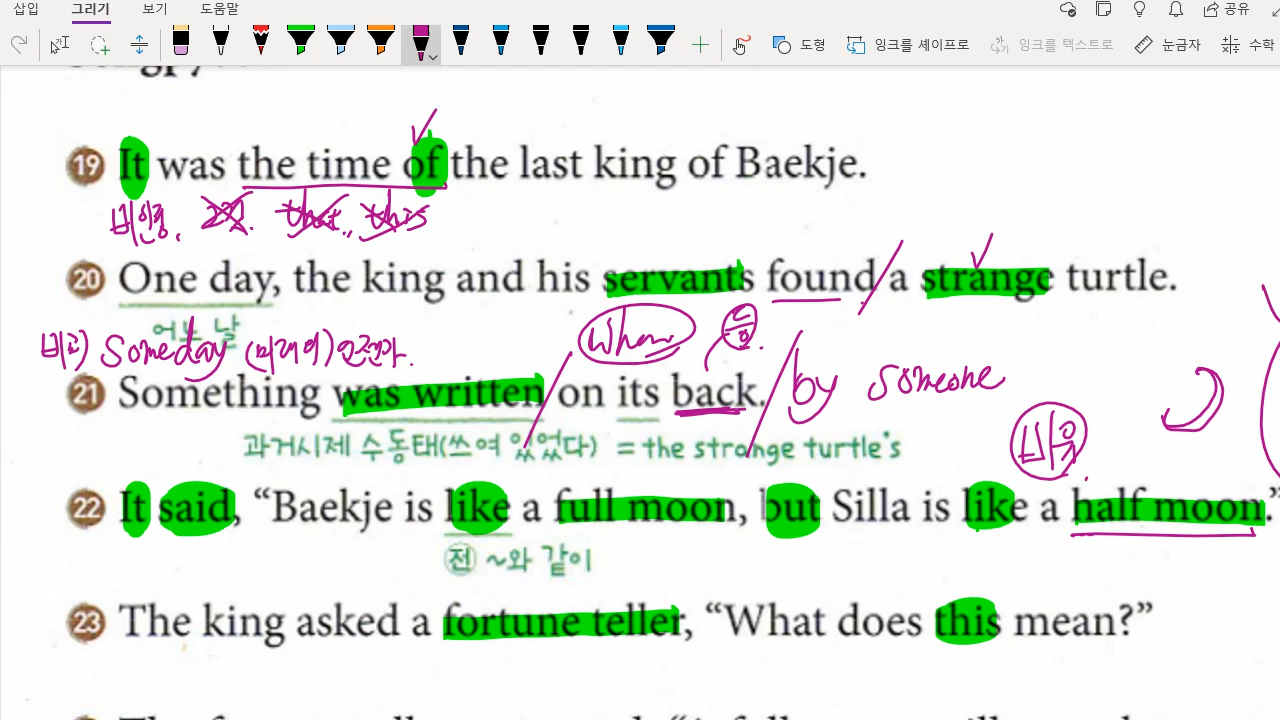 삽입 그리기 보기 도움말 공유
도형 잉크를 셰이프로 잉크를 텍스트로 눈금자 수학
19 It was the time of the last king of Baekje.
비인칭. that., this
20 One day, the king and his servants found a strange turtle.
어느 날
비교) Someday (미래의) 언젠가. 등.
21 Something was written on its back. by someone
과거시제 수동태(쓰여 있었다) = the strange turtle's
비유
22 It said, “Baekje is like a full moon, but Silla is like a half moon.”
전 ~와 같이
23 The king asked a fortune teller, “What does this mean?”